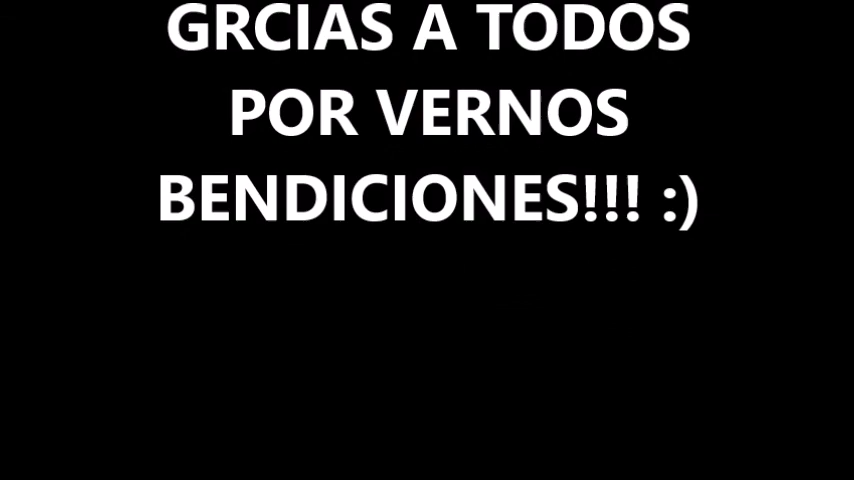 GRCIAS A TODOS
POR VERNOS
BENDICIONES!!! :)